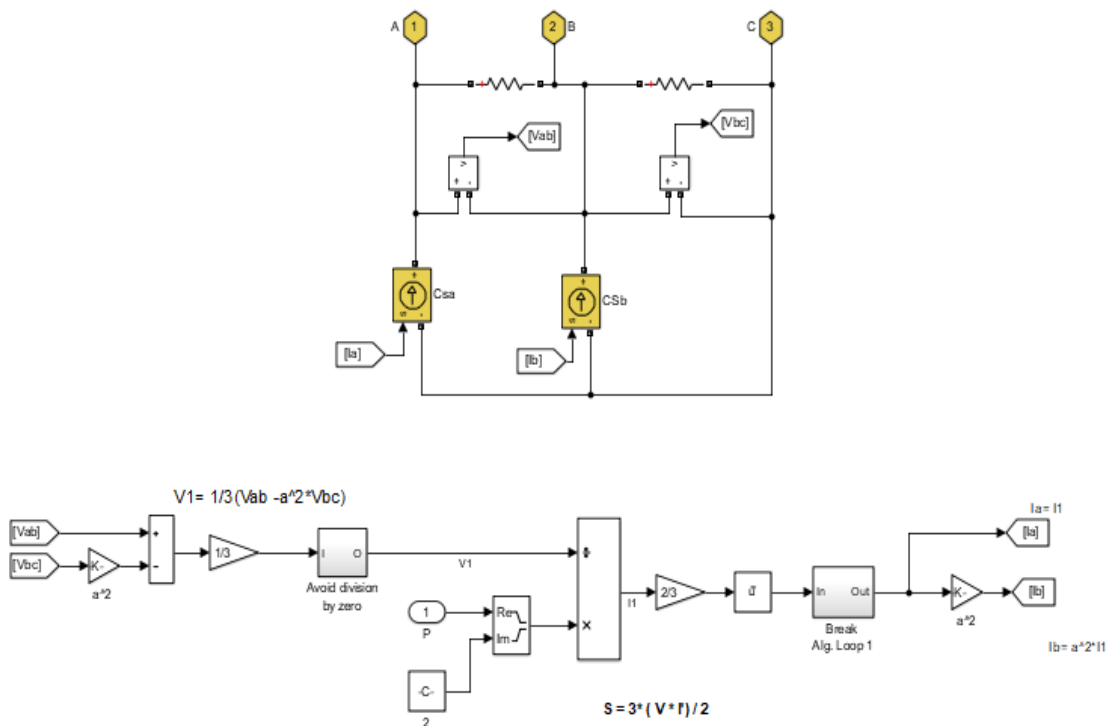 A 1
2 B
C 3
[Vab]
[Vbc]
v
+ -
v
+ -
+
Csa
s -
+
CSb
s -
[Ia]
[Ib]
V1= 1/3(Vab -a^2*Vbc)
Ia= I1
[Vab]
[Vbc]
K-
a^2
+
−
1/3
I O
Avoid division
by zero
V1
1
P
Re
Im
-C-
2
÷
×
I1
2/3
In Out
Break
Alg. Loop 1
[Ia]
K-
a^2
[Ib]
Ib= a^2*I1
S = 3* ( V * I') / 2